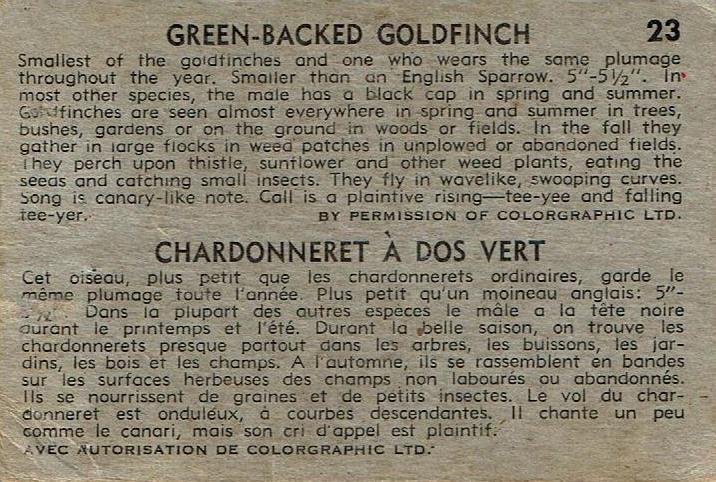 GREEN-BACKED GOLDFINCH 23
Smallest of the goldfinches and one who wears the same plumage
throughout the year. Smaller than an English Sparrow. 5"-5½". In
most other species, the male has a black cap in spring and summer.
Goldfinches are seen almost everywhere in spring and summer in trees,
bushes, gardens or on the ground in woods or fields. In the fall they
gather in large flocks in weed patches in unplowed or abandoned fields.
They perch upon thistle, sunflower and other weed plants, eating the
seeds and catching small insects. They fly in wavelike, swooping curves.
Song is canary-like note. Call is a plaintive rising—tee-yee and falling
tee-yer. BY PERMISSION OF COLORGRAPHIC LTD.
CHARDONNERET À DOS VERT
Cet oiseau, plus petit que les chardonnerets ordinaires, garde le
même plumage toute l'année. Plus petit qu'un moineau anglais: 5"-
5½" Dans la plupart des autres espèces le mâle a la tête noire
durant le printemps et l'été. Durant la belle saison, on trouve les
chardonnerets presque partout dans les arbres, les buissons, les jar-
dins, les bois et les champs. A l'automne, ils se rassemblent en bandes
sur les surfaces herbeuses des champs non labourés ou abandonnés.
Ils se nourrissent de graines et de petits insectes. Le vol du char-
donneret est onduleux, à courbes descendantes. Il chante un peu
comme le canari, mais son cri d'appel est plaintif.
AVEC AUTORISATION DE COLORGRAPHIC LTD.